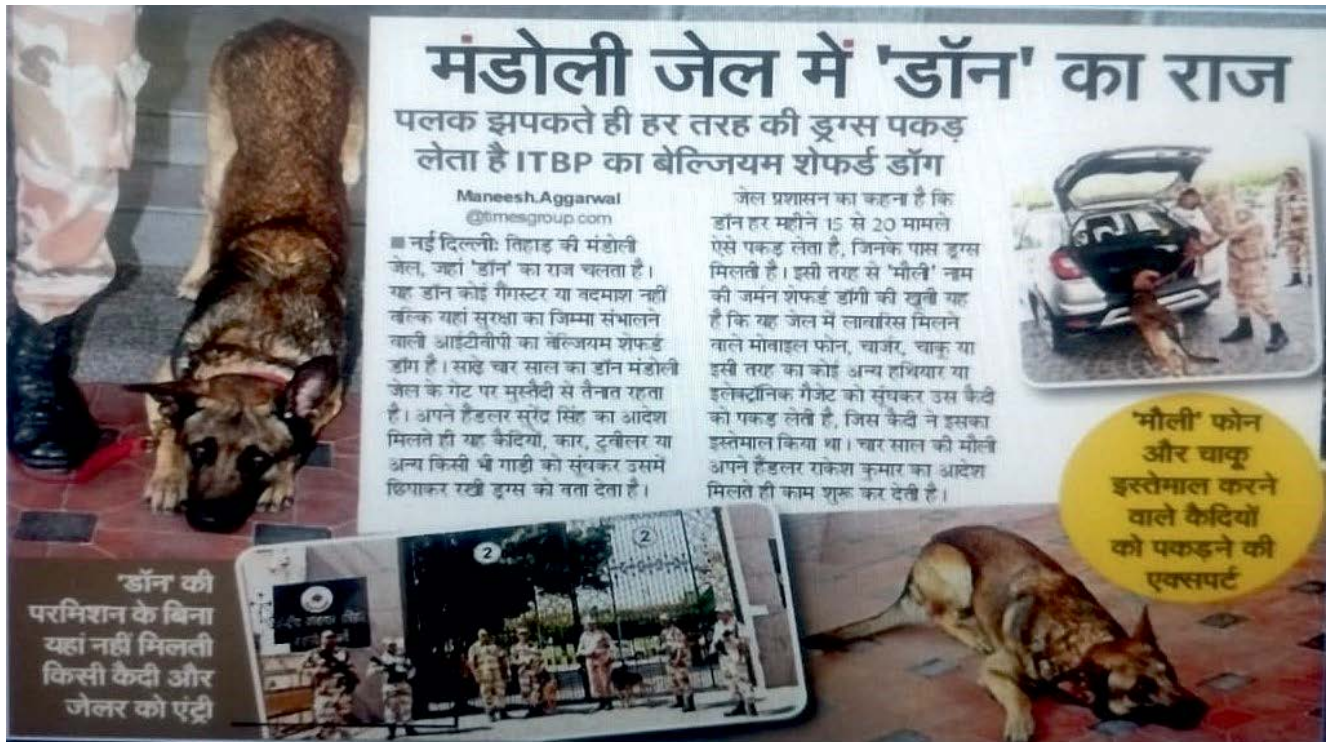 मंडोली जेल में 'डॉन' का राज
पलक झपकते ही हर तरह की ड्रग्स पकड़
लेता है ITBP का बेल्जियम शेफर्ड डॉग
Maneesh.Aggarwal
@timesgroup.com
■ नई दिल्ली: तिहाड़ की मंडोली
जेल, जहां 'डॉन' का राज चलता है।
यह डॉन कोई गैंगस्टर या बदमाश नहीं
बल्कि यहां सुरक्षा का जिम्मा संभालने
वाली आईटीबीपी का बेल्जियम शेफर्ड
डॉग है। साढ़े चार साल का डॉन मंडोली
जेल के गेट पर मुस्तैदी से तैनात रहता
है। अपने हैंडलर सुरेंद्र सिंह का आदेश
मिलते ही यह कैदियों, कार, टूवीलर या
अन्य किसी भी गाड़ी को सूंघकर उसमें
छिपाकर रखी ड्रग्स को बता देता है।
जेल प्रशासन का कहना है कि
डॉन हर महीने 15 से 20 मामले
ऐसे पकड़ लेता है, जिनके पास ड्रग्स
मिलती है। इसी तरह से 'मौली' नाम
की जर्मन शेफर्ड डॉगी की खूबी यह
है कि यह जेल में लावारिस मिलने
वाले मोबाइल फोन, चार्जर, चाकू या
इसी तरह का कोई अन्य हथियार या
इलेक्ट्रॉनिक गैजेट को सूंघकर उस कैदी
को पकड़ लेती है, जिस कैदी ने इसका
इस्तेमाल किया था। चार साल की मौली
अपने हैंडलर राकेश कुमार का आदेश
मिलते ही काम शुरू कर देती है।
'मौली' फोन
और चाकू
इस्तेमाल करने
वाले कैदियों
को पकड़ने की
एक्सपर्ट
'डॉन' की
परमिशन के बिना
यहां नहीं मिलती
किसी कैदी और
जेलर को एंट्री
2
2